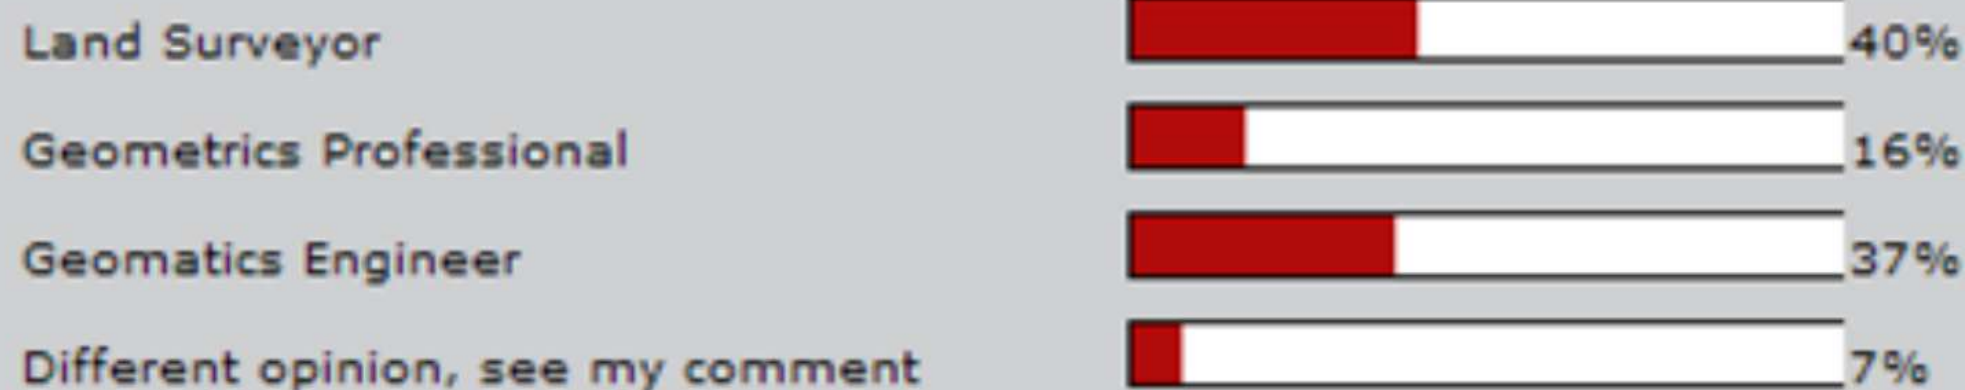 Land Surveyor 40%
Geometrics Professional 16%
Geomatics Engineer 37%
Different opinion, see my comment 7%